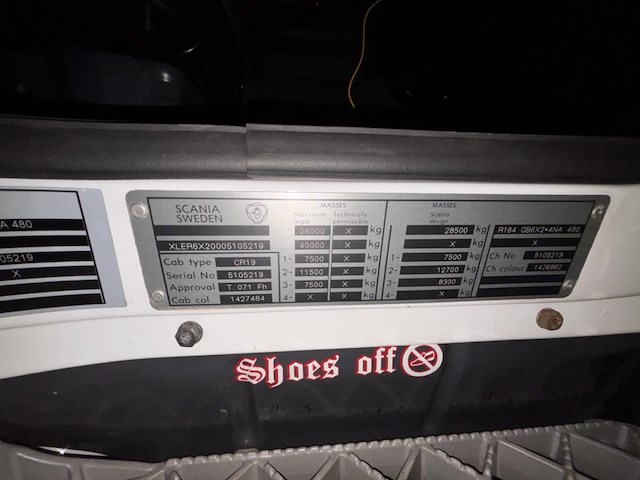 A 480
05219
X
SCANIA
SWEDEN
XLER6X20005105219
Cab type CR19
Serial No 5105219
Approval T 071 Fh
Cab col 1427484
MASSES
Maximum legal Technically permissible
26000 X kg
40000 X kg
1- 7500 X kg
2- 11500 X kg
3- 7500 X kg
4- X X kg
MASSES
Scania design
28500 kg
X kg
1- 7500 kg
2- 12700 kg
3- 8300 kg
4- X kg
R164 GB6X2*4NA 480
X
Ch No 5105219
Ch colour 1426862
Shoes off